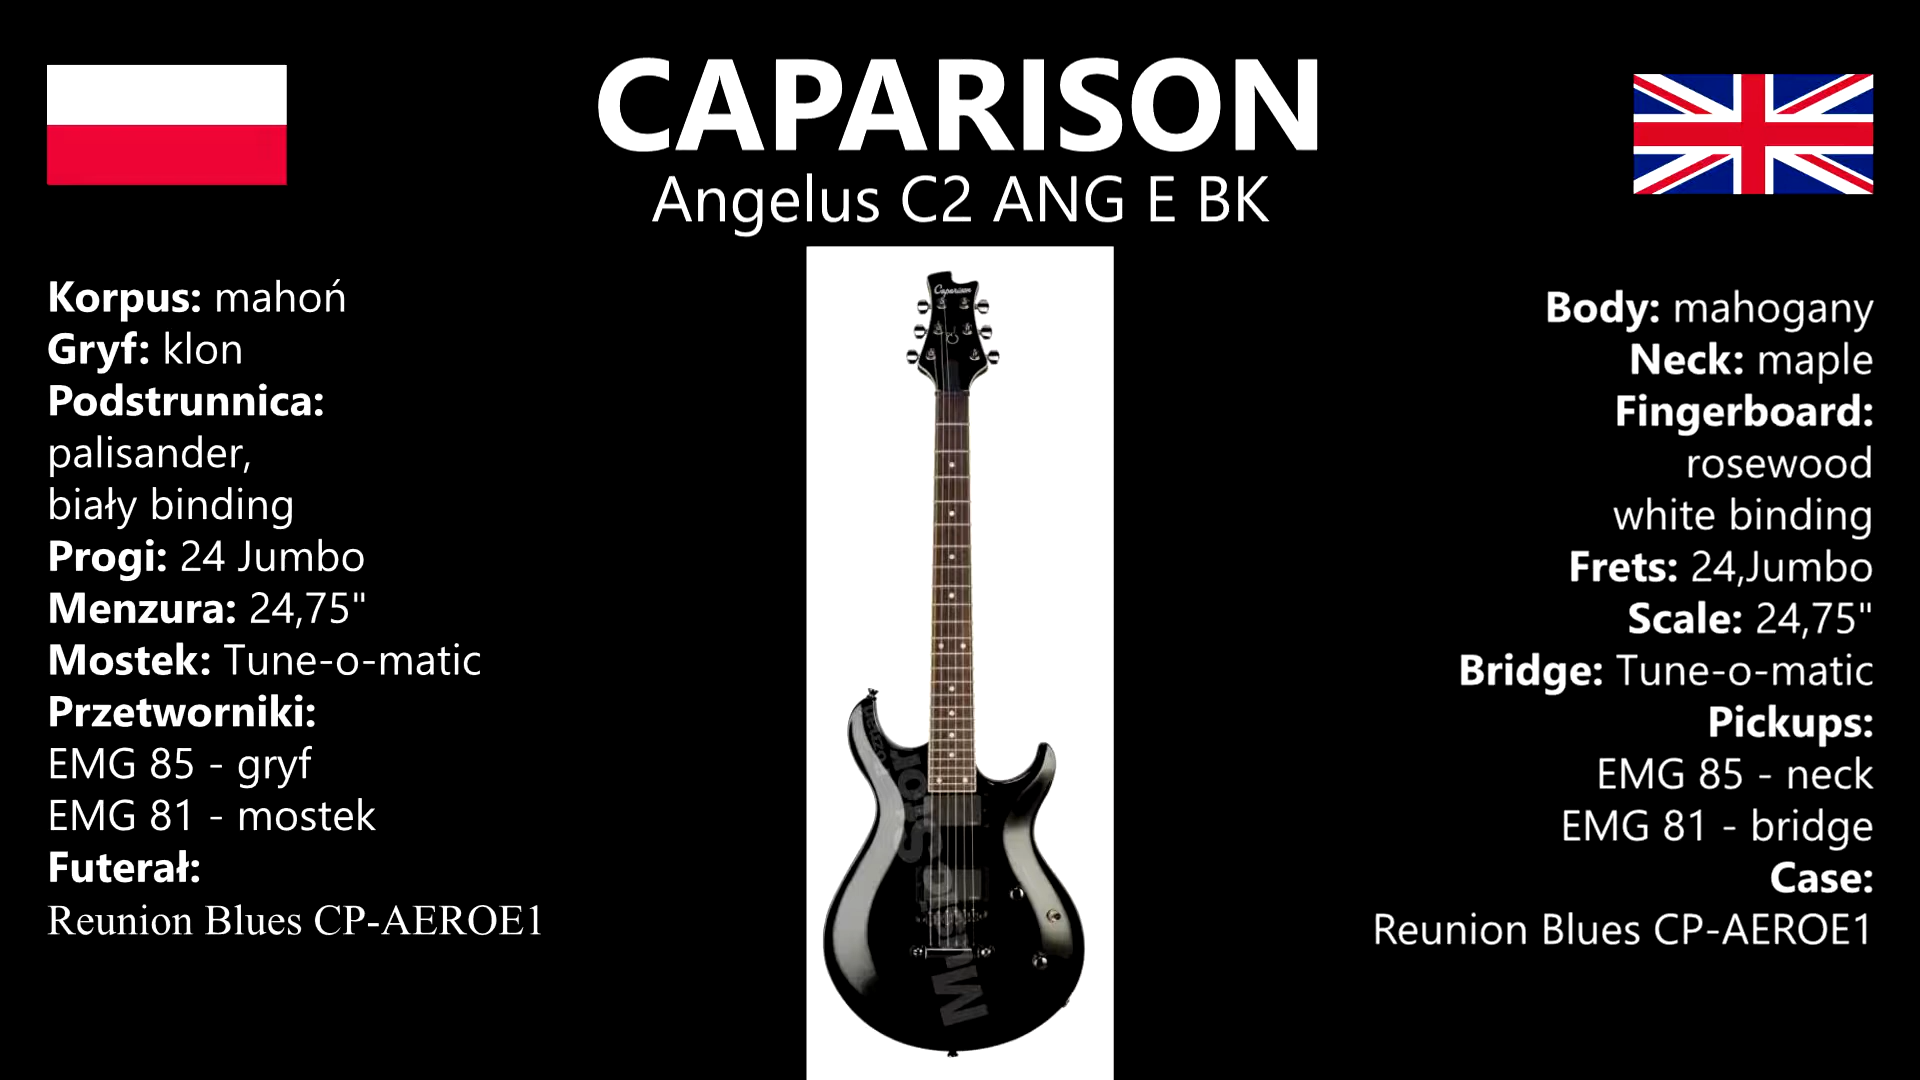 CAPARISON
Angelus C2 ANG E BK
Korpus: mahoń
Gryf: klon
Podstrunnica:
palisander,
biały binding
Progi: 24 Jumbo
Menzura: 24,75"
Mostek: Tune-o-matic
Przetworniki:
EMG 85 - gryf
EMG 81 - mostek
Futerał:
Reunion Blues CP-AEROE1
Caparison
Body: mahogany
Neck: maple
Fingerboard:
rosewood
white binding
Frets: 24,Jumbo
Scale: 24,75"
Bridge: Tune-o-matic
Pickups:
EMG 85 - neck
EMG 81 - bridge
Case:
Reunion Blues CP-AEROE1